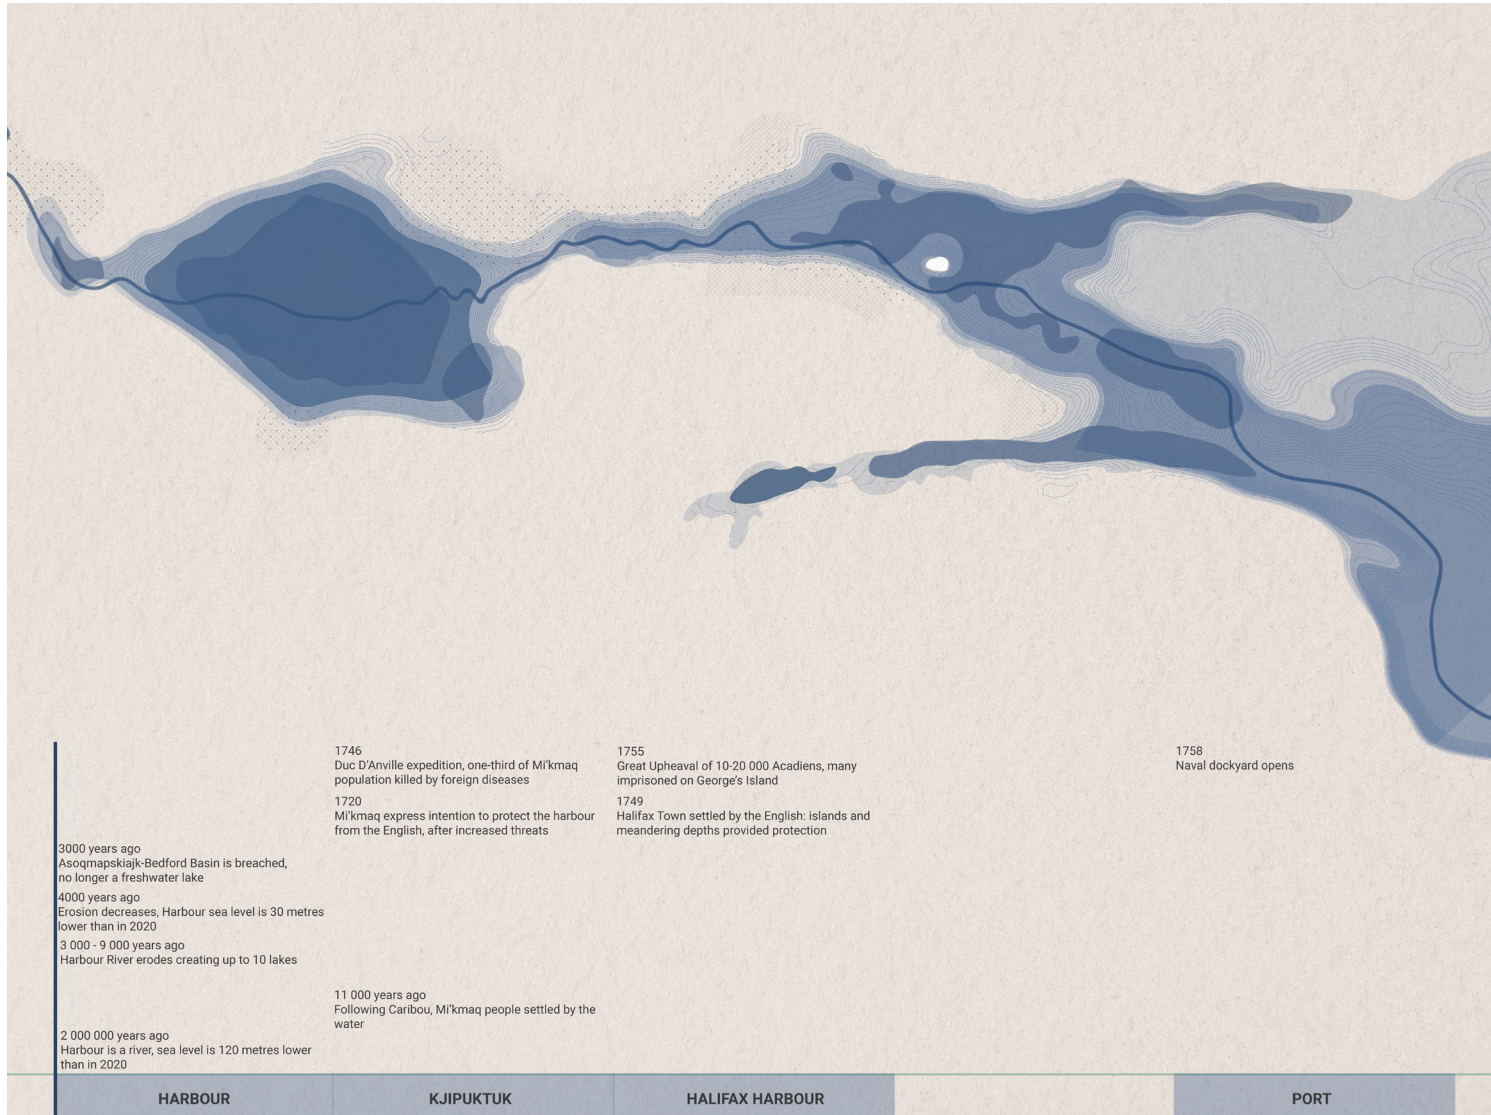 1746
Duc D'Anville expedition, one-third of Mi'kmaq
population killed by foreign diseases
1720
Mi'kmaq express intention to protect the harbour
from the English, after increased threats
1755
Great Upheaval of 10-20 000 Acadiens, many
imprisoned on George's Island
1749
Halifax Town settled by the English: islands and
meandering depths provided protection
1758
Naval dockyard opens
3000 years ago
Asoqmapskiajk-Bedford Basin is breached,
no longer a freshwater lake
4000 years ago
Erosion decreases, Harbour sea level is 30 metres
lower than in 2020
3 000 - 9 000 years ago
Harbour River erodes creating up to 10 lakes
11 000 years ago
Following Caribou, Mi'kmaq people settled by the
water
2 000 000 years ago
Harbour is a river, sea level is 120 metres lower
than in 2020
HARBOUR
KJIPUKTUK
HALIFAX HARBOUR
PORT